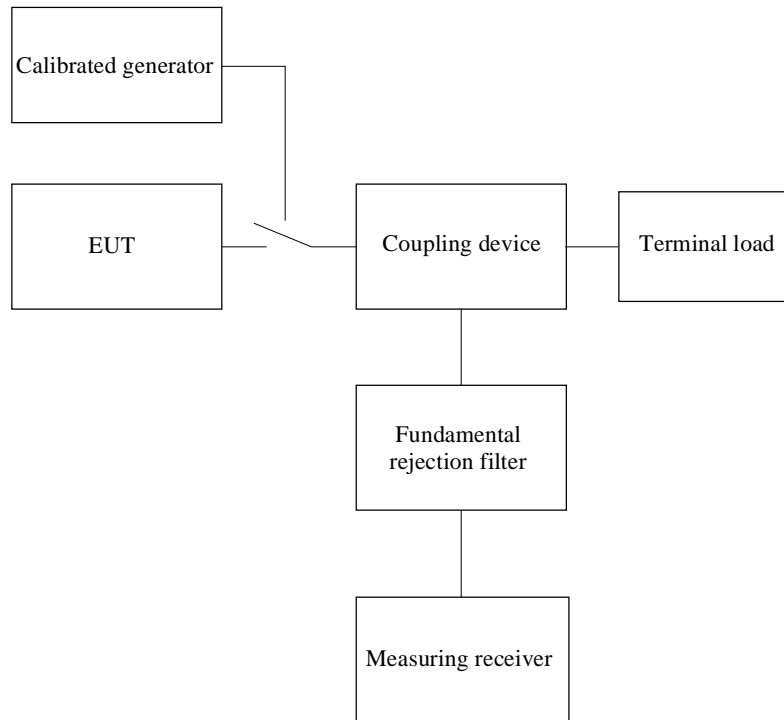 Calibrated generator
EUT
Coupling device
Terminal load
Fundamental
rejection filter
Measuring receiver